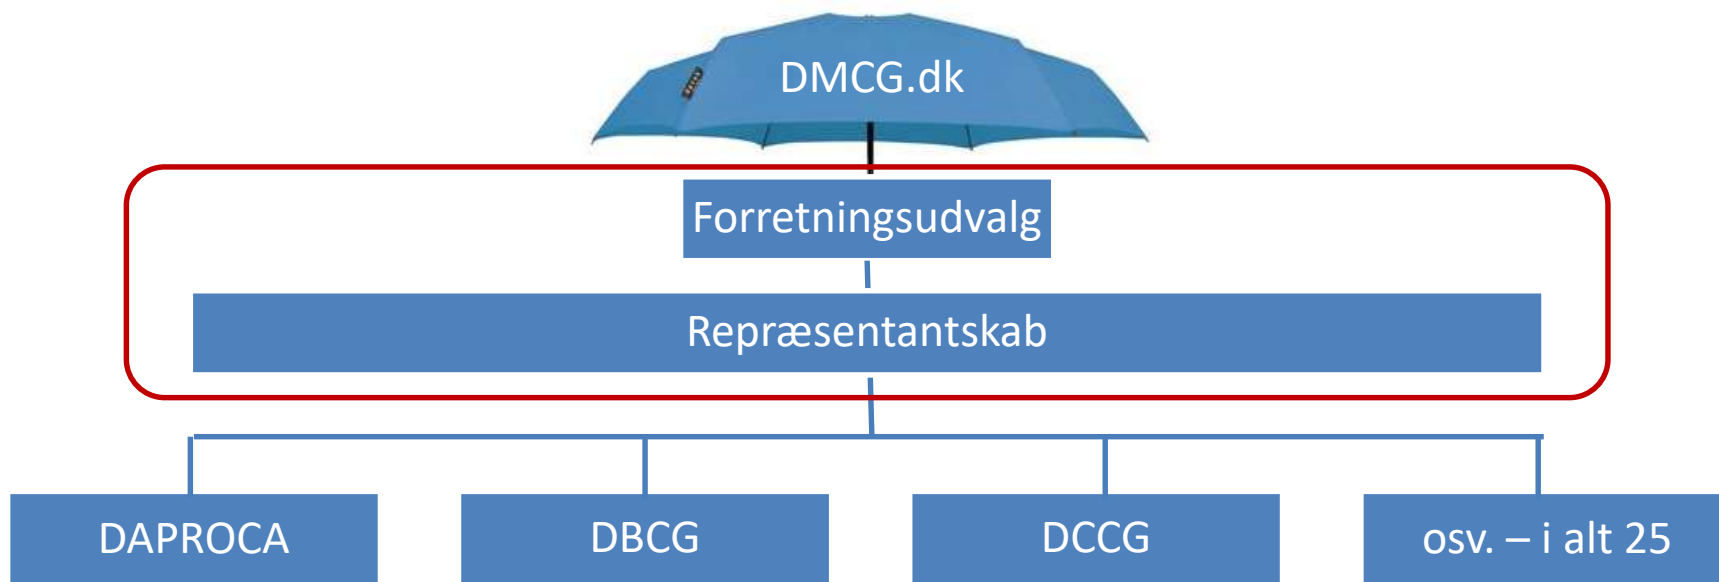 DMCG.dk
Forretningsudvalg
Repræsentantskab
DAPROCA
DBCG
DCCG
osv. – i alt 25